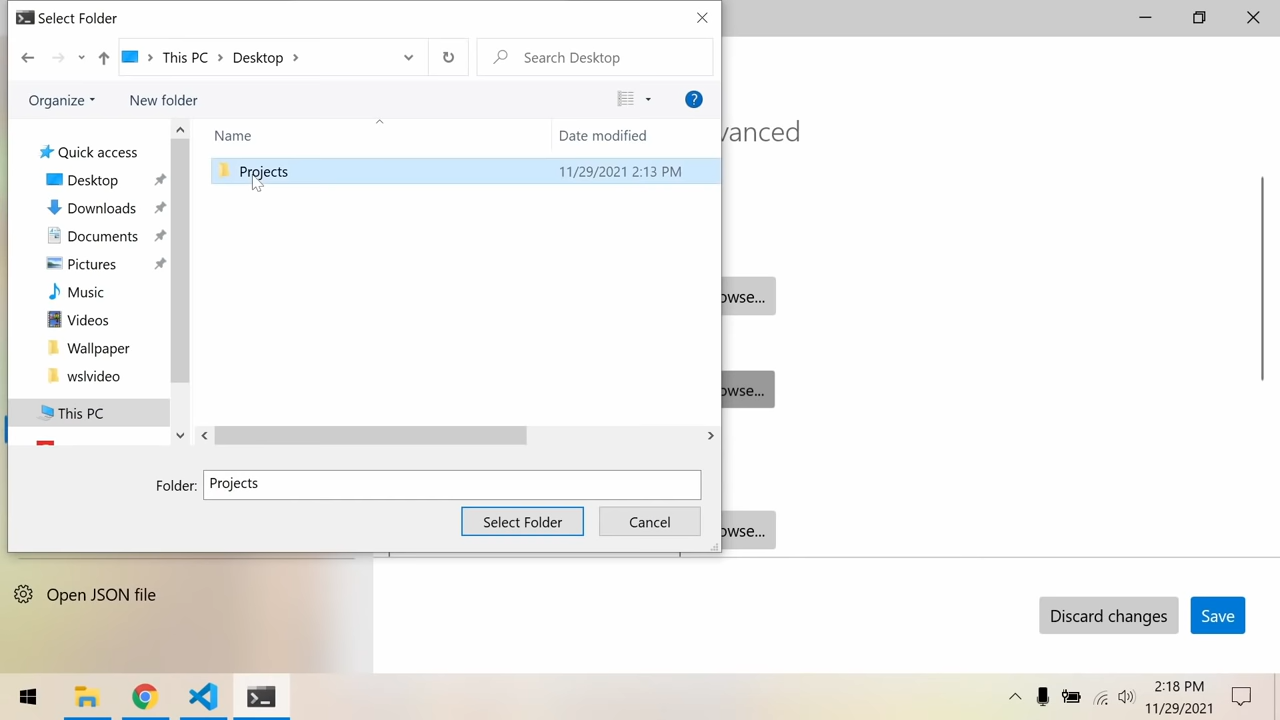 Select Folder
This PC
Desktop
Search Desktop
Organize
New folder
?
vanced
Name
Date modified
Quick access
Projects
11/29/2021 2:13 PM
Desktop
Downloads
Documents
Pictures
Music
Videos
Wallpaper
wslvideo
This PC
owse...
owse...
owse...
Folder:
Projects
Select Folder
Cancel
Open JSON file
Discard changes
Save
2:18 PM
11/29/2021